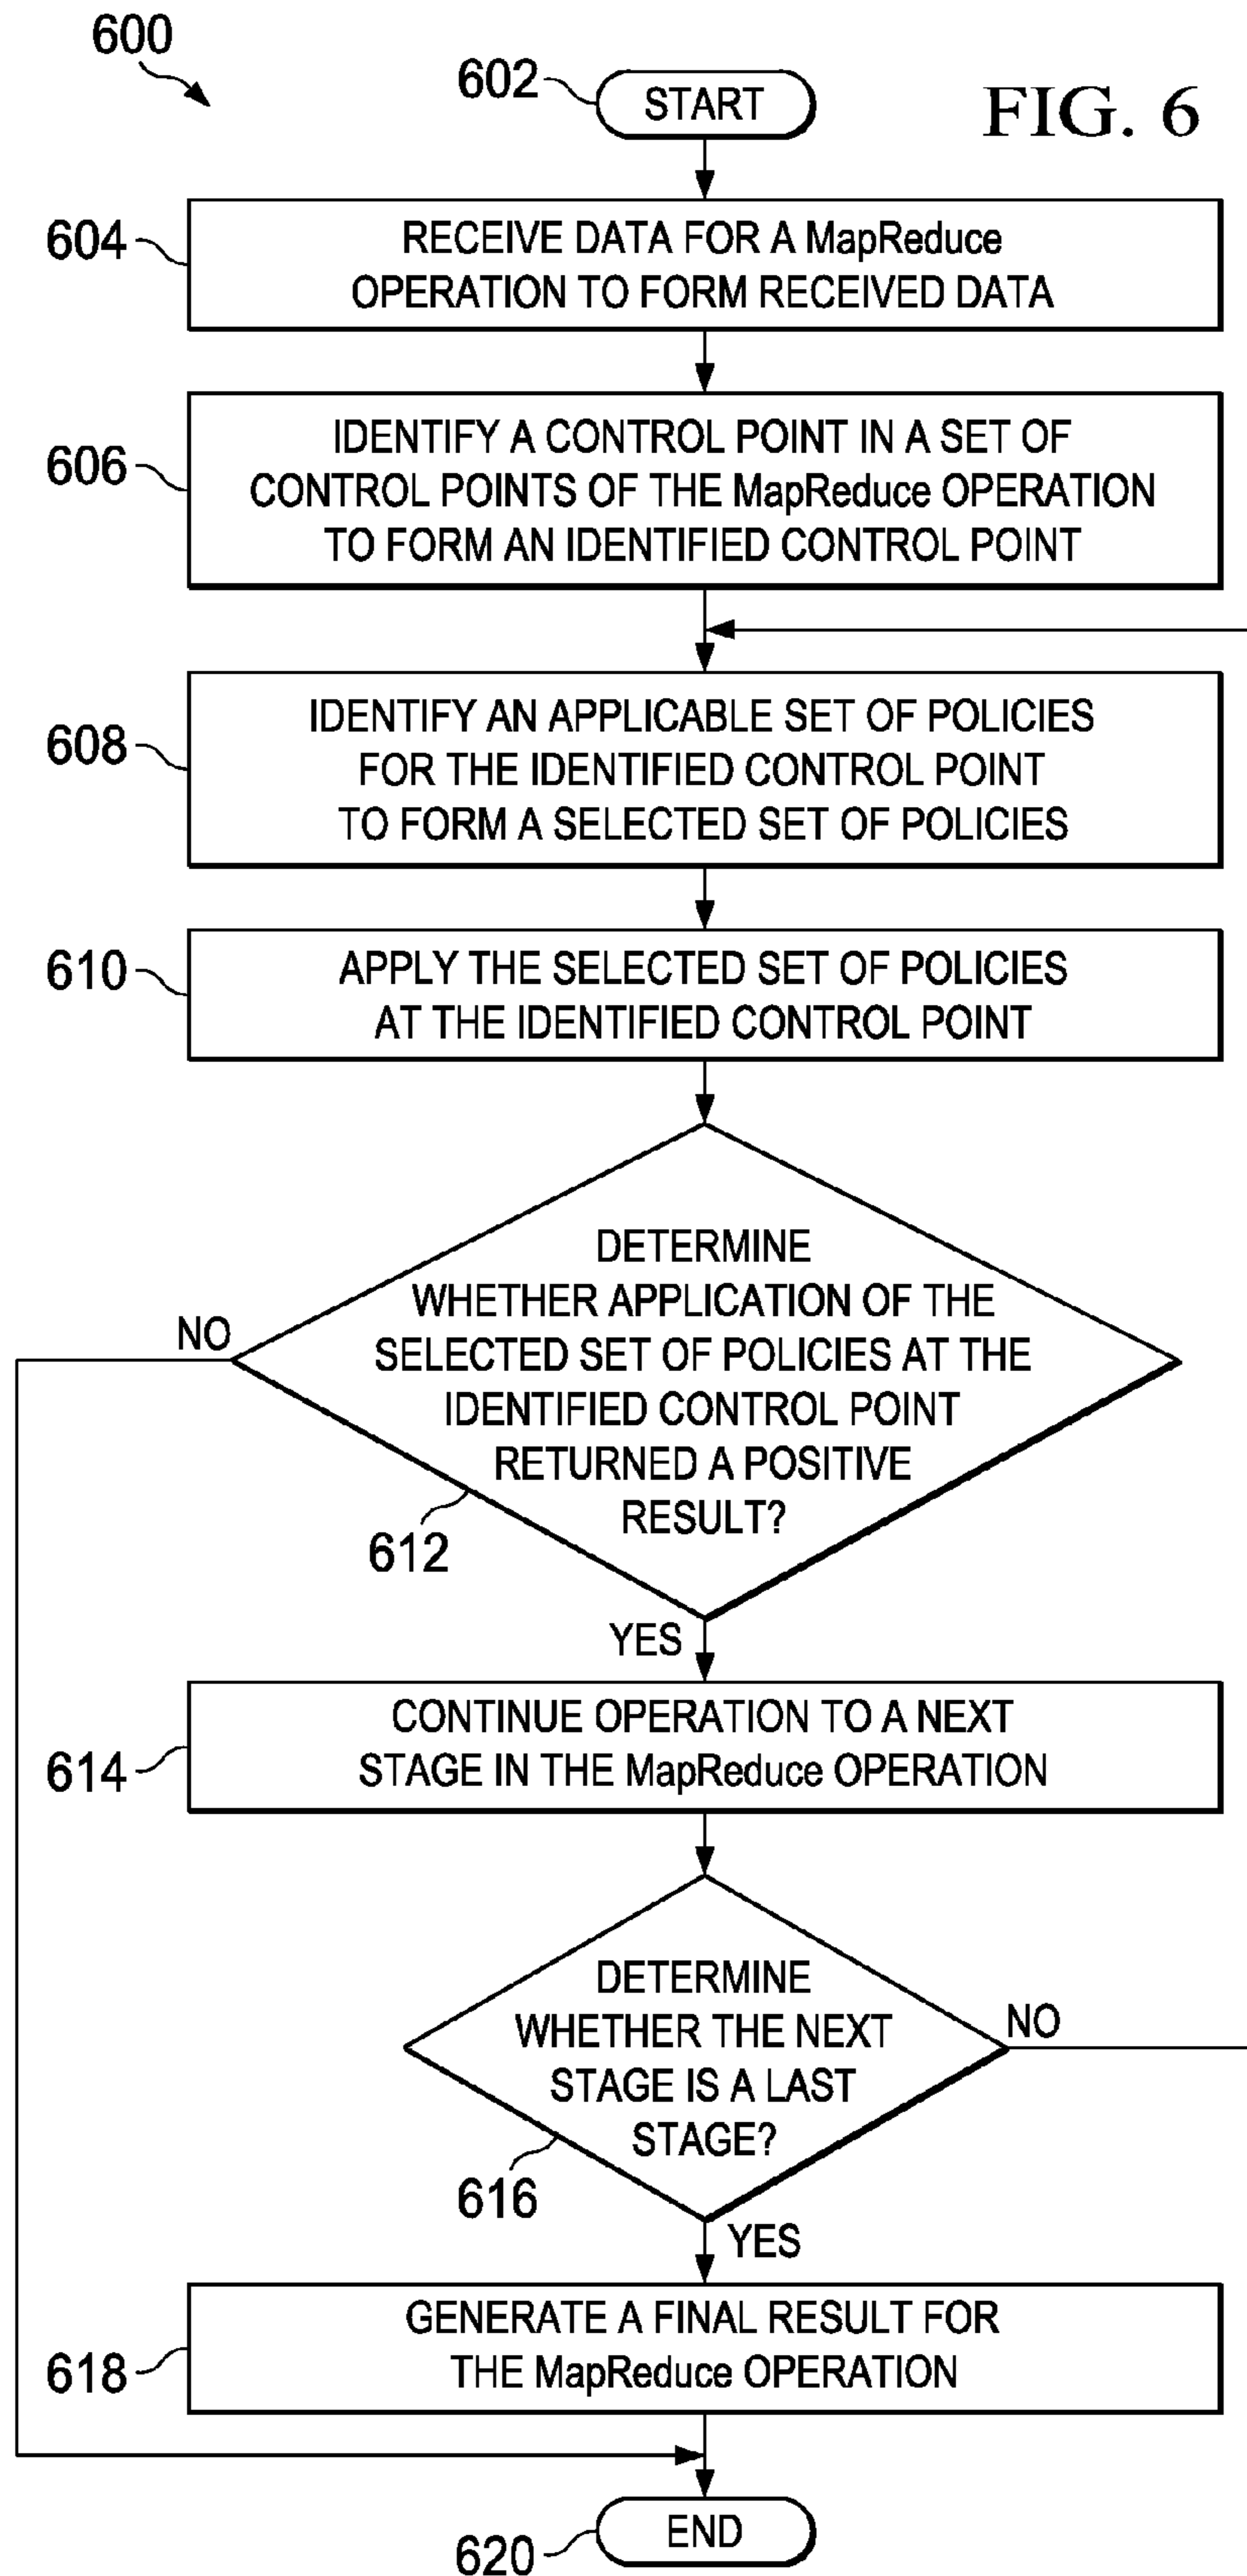 600
602
START
FIG. 6
604
RECEIVE DATA FOR A MapReduce
OPERATION TO FORM RECEIVED DATA
606
IDENTIFY A CONTROL POINT IN A SET OF
CONTROL POINTS OF THE MapReduce OPERATION
TO FORM AN IDENTIFIED CONTROL POINT
608
IDENTIFY AN APPLICABLE SET OF POLICIES
FOR THE IDENTIFIED CONTROL POINT
TO FORM A SELECTED SET OF POLICIES
610
APPLY THE SELECTED SET OF POLICIES
AT THE IDENTIFIED CONTROL POINT
DETERMINE
WHETHER APPLICATION OF THE
SELECTED SET OF POLICIES AT THE
IDENTIFIED CONTROL POINT
RETURNED A POSITIVE
RESULT?
NO
612
YES
614
CONTINUE OPERATION TO A NEXT
STAGE IN THE MapReduce OPERATION
DETERMINE
WHETHER THE NEXT
STAGE IS A LAST
STAGE?
NO
616
YES
618
GENERATE A FINAL RESULT FOR
THE MapReduce OPERATION
620
END